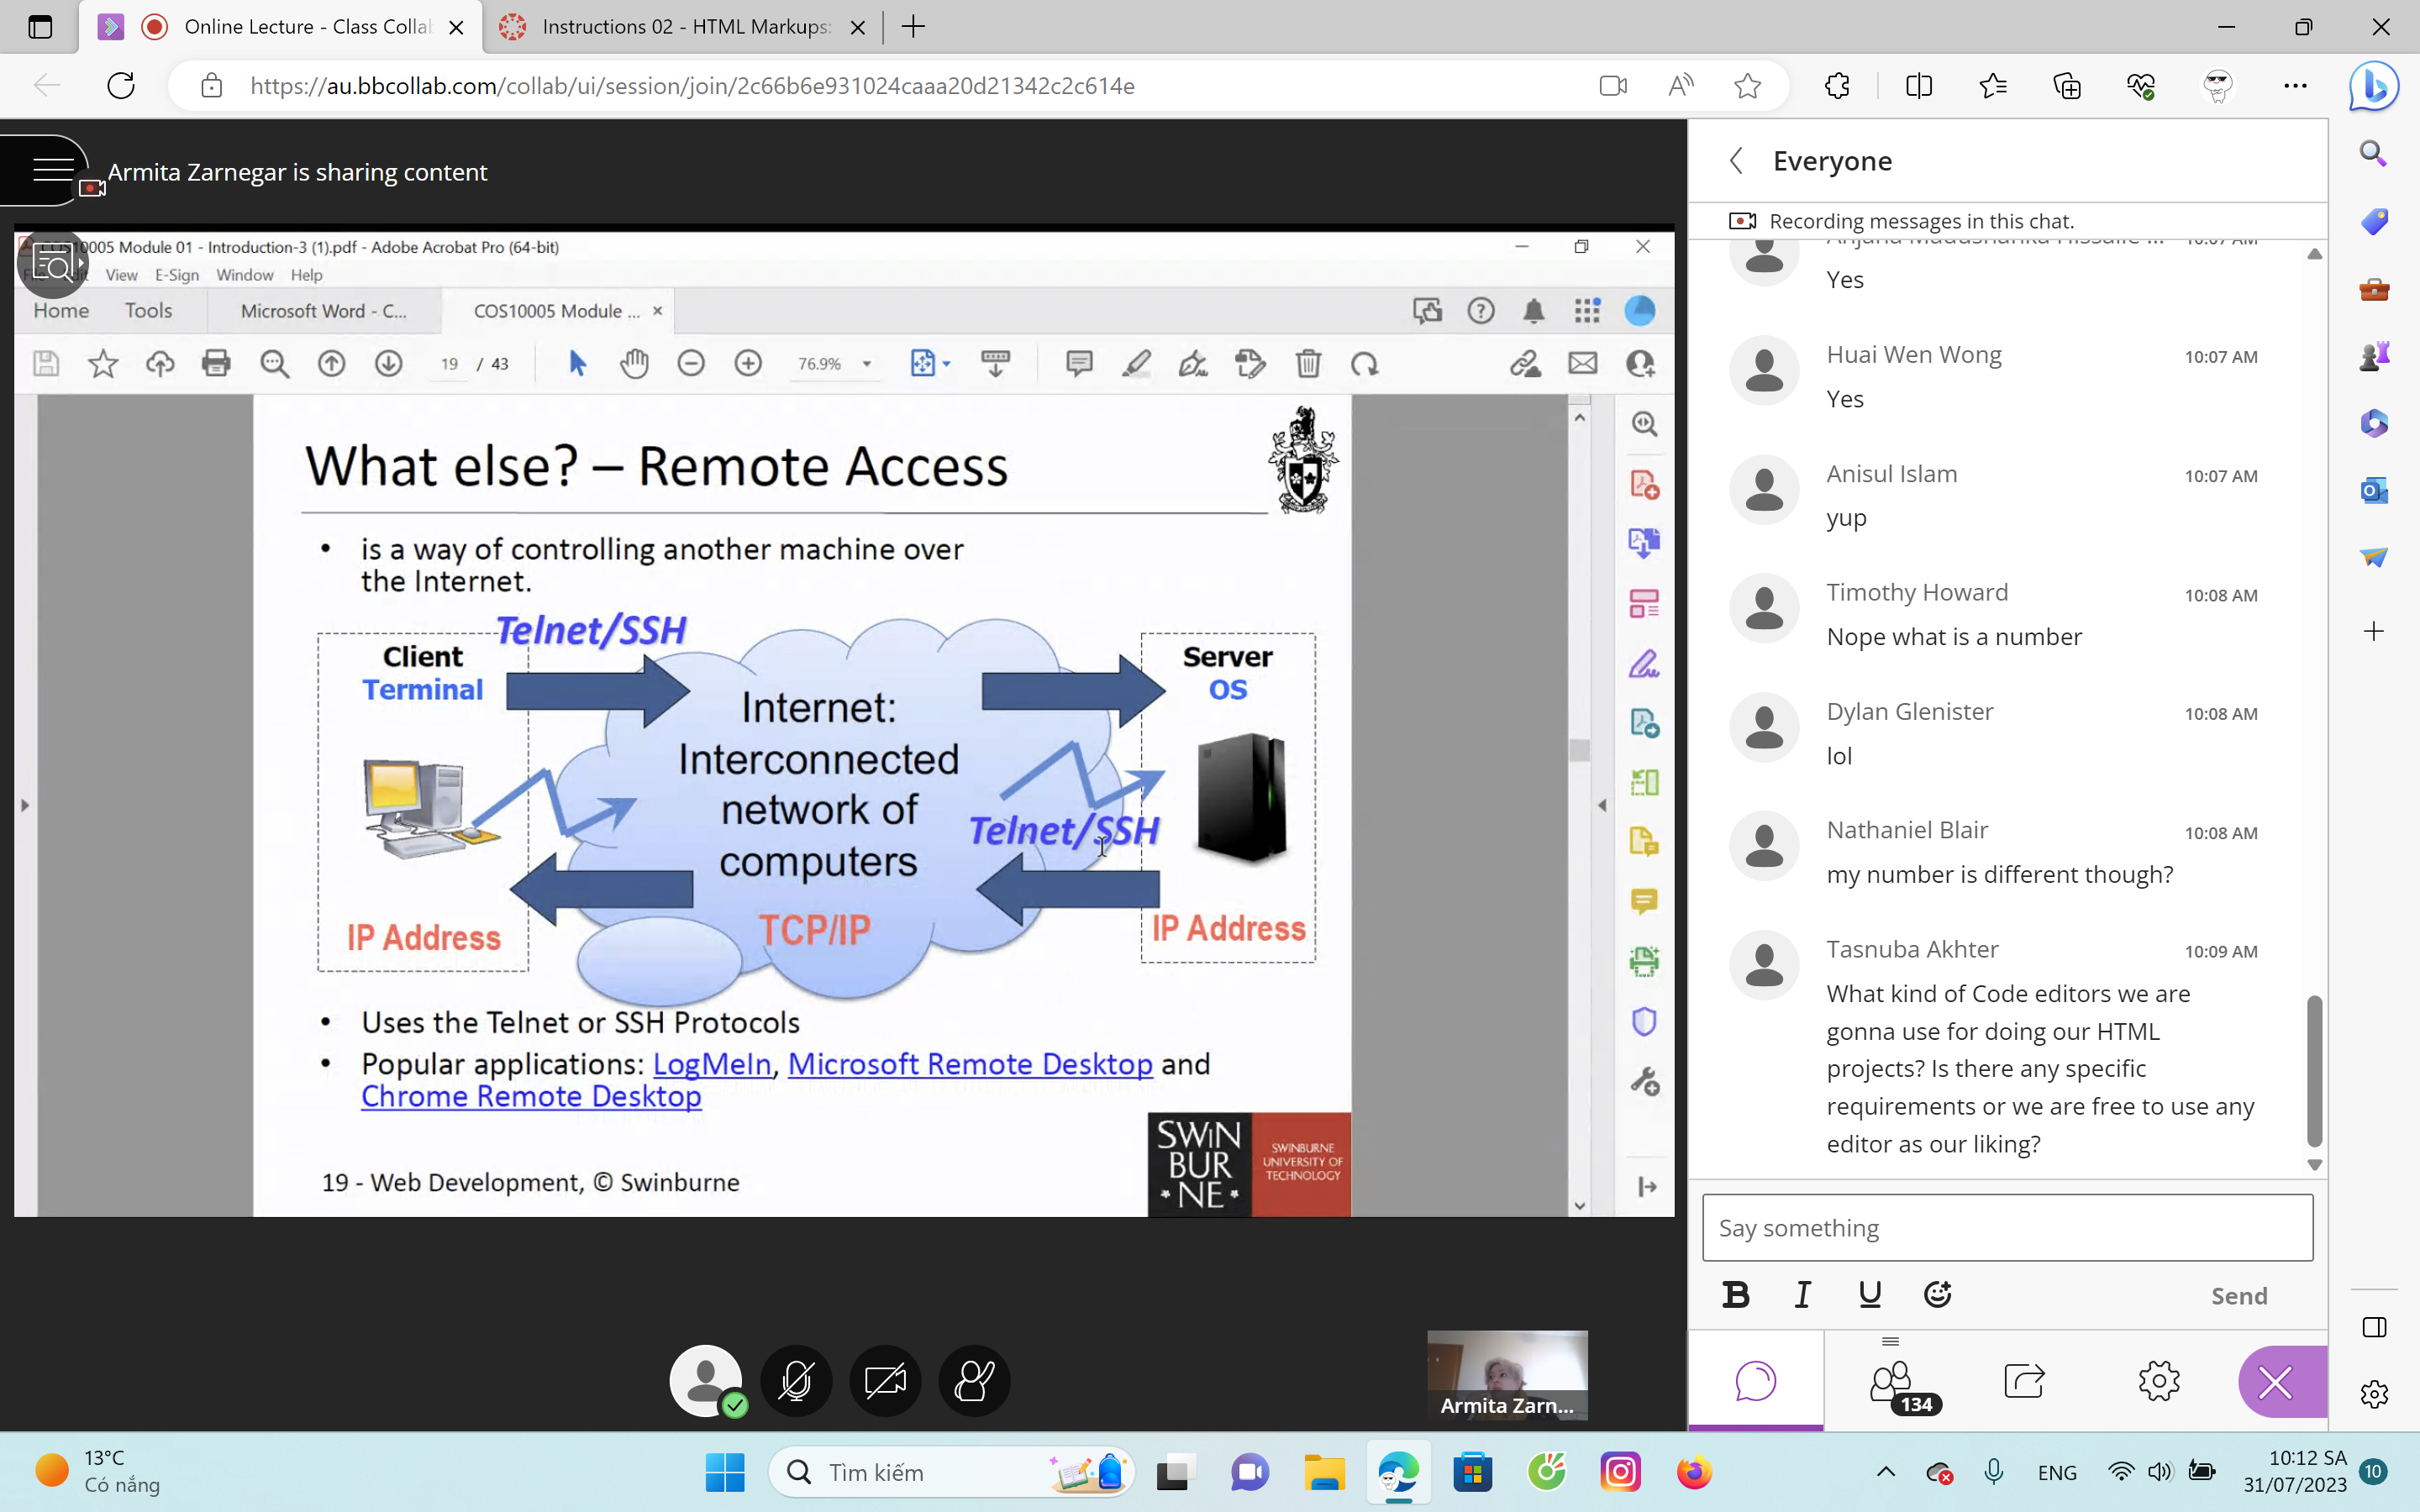 Online Lecture - Class Colla
Instructions 02 - HTML Markups:
https://au.bbcollab.com/collab/ui/session/join/2c66b6e931024caaa20d21342c2c614e
Armita Zarnegar is sharing content
0005 Module 01 - Introduction-3 (1).pdf - Adobe Acrobat Pro (64-bit)
View E-Sign Window Help
Home Tools Microsoft Word - C... COS10005 Module ...
19 / 43 76.9%
What else? – Remote Access
• is a way of controlling another machine over
the Internet.
Telnet/SSH
Client
Terminal
Server
OS
Internet:
Interconnected
network of
computers
Telnet/SSH
TCP/IP
IP Address
IP Address
• Uses the Telnet or SSH Protocols
• Popular applications: LogMeIn, Microsoft Remote Desktop and
Chrome Remote Desktop
SWIN
BUR
* NE *
SWINBURNE
UNIVERSITY OF
TECHNOLOGY
19 - Web Development, © Swinburne
Armita Zarn...
Everyone
Recording messages in this chat.
Yes
Huai Wen Wong 10:07 AM
Yes
Anisul Islam 10:07 AM
yup
Timothy Howard 10:08 AM
Nope what is a number
Dylan Glenister 10:08 AM
lol
Nathaniel Blair 10:08 AM
my number is different though?
Tasnuba Akhter 10:09 AM
What kind of Code editors we are
gonna use for doing our HTML
projects? Is there any specific
requirements or we are free to use any
editor as our liking?
Say something
B I U Send
134
13°C
Có nắng
Tìm kiếm
ENG
10:12 SA
31/07/2023
10